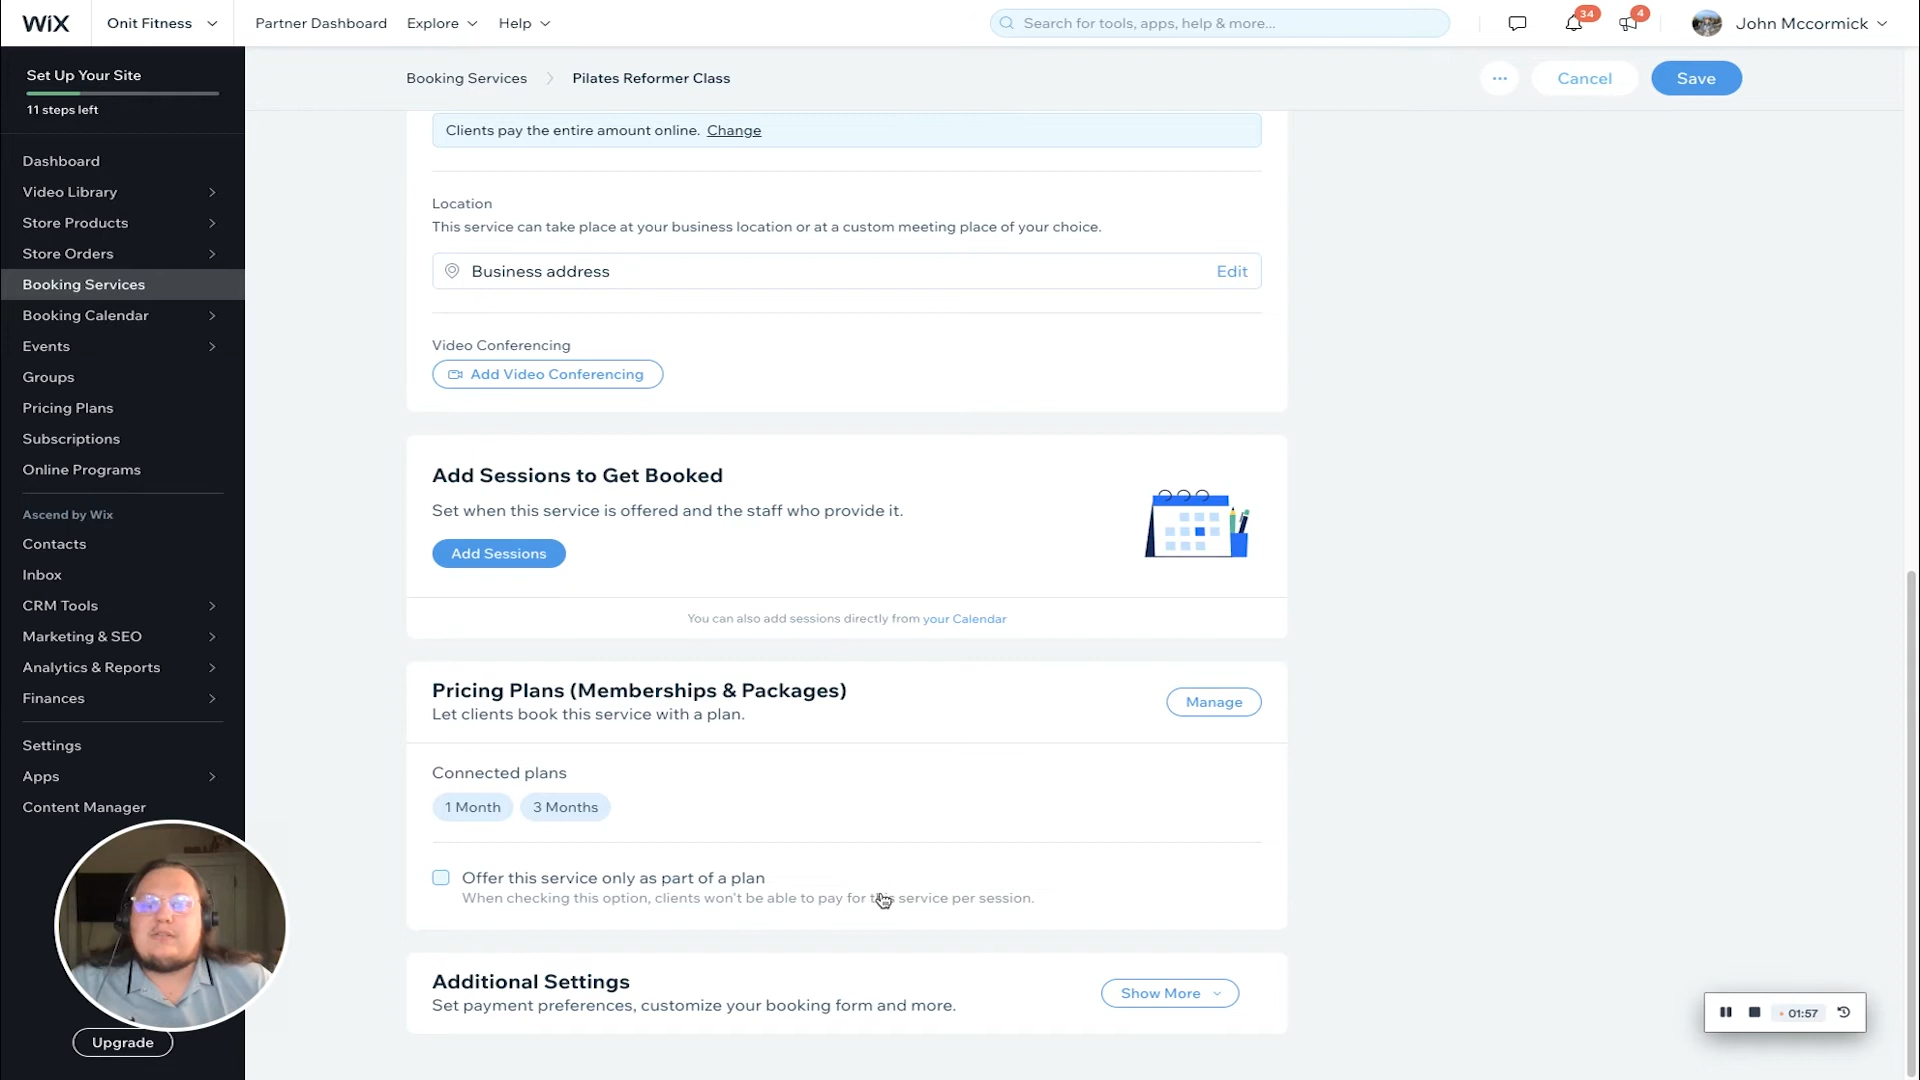 WiX
Onit Fitness
Partner Dashboard
Explore
Help
Search for tools, apps, help & more...
34
4
John Mccormick
Set Up Your Site
11 steps left
Booking Services
Pilates Reformer Class
...
Cancel
Save
Dashboard
Video Library
Store Products
Store Orders
Booking Services
Booking Calendar
Events
Groups
Pricing Plans
Subscriptions
Online Programs
Ascend by Wix
Contacts
Inbox
CRM Tools
Marketing & SEO
Analytics & Reports
Finances
Settings
Apps
Content Manager
Upgrade
Clients pay the entire amount online. Change
Location
This service can take place at your business location or at a custom meeting place of your choice.
Business address
Edit
Video Conferencing
Add Video Conferencing
Add Sessions to Get Booked
Set when this service is offered and the staff who provide it.
Add Sessions
You can also add sessions directly from your Calendar
Pricing Plans (Memberships & Packages)
Let clients book this service with a plan.
Manage
Connected plans
1 Month
3 Months
Offer this service only as part of a plan
When checking this option, clients won't be able to pay for this service per session.
Additional Settings
Set payment preferences, customize your booking form and more.
Show More
01:57